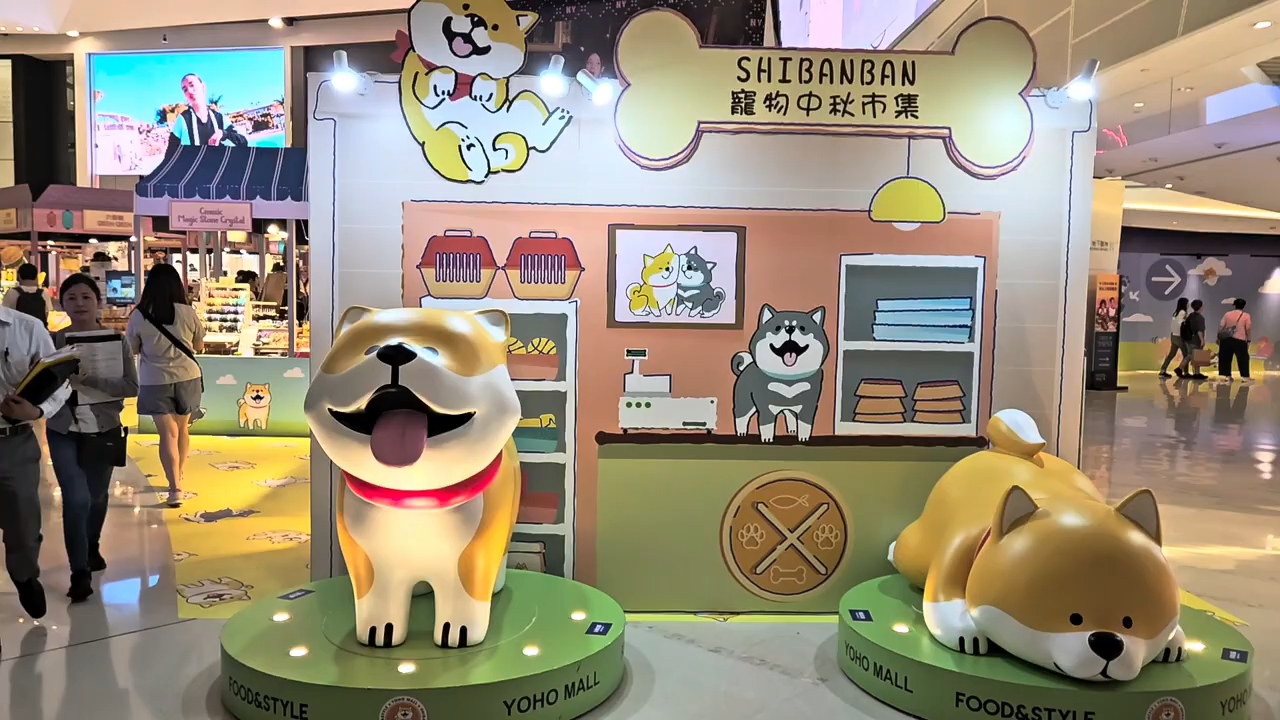 SHIBANBAN
寵物中秋市集
Cosmic
Magic Stone Crystal
FOOD&STYLE
YOHO MALL
YOHO MALL
FOOD&STYLE